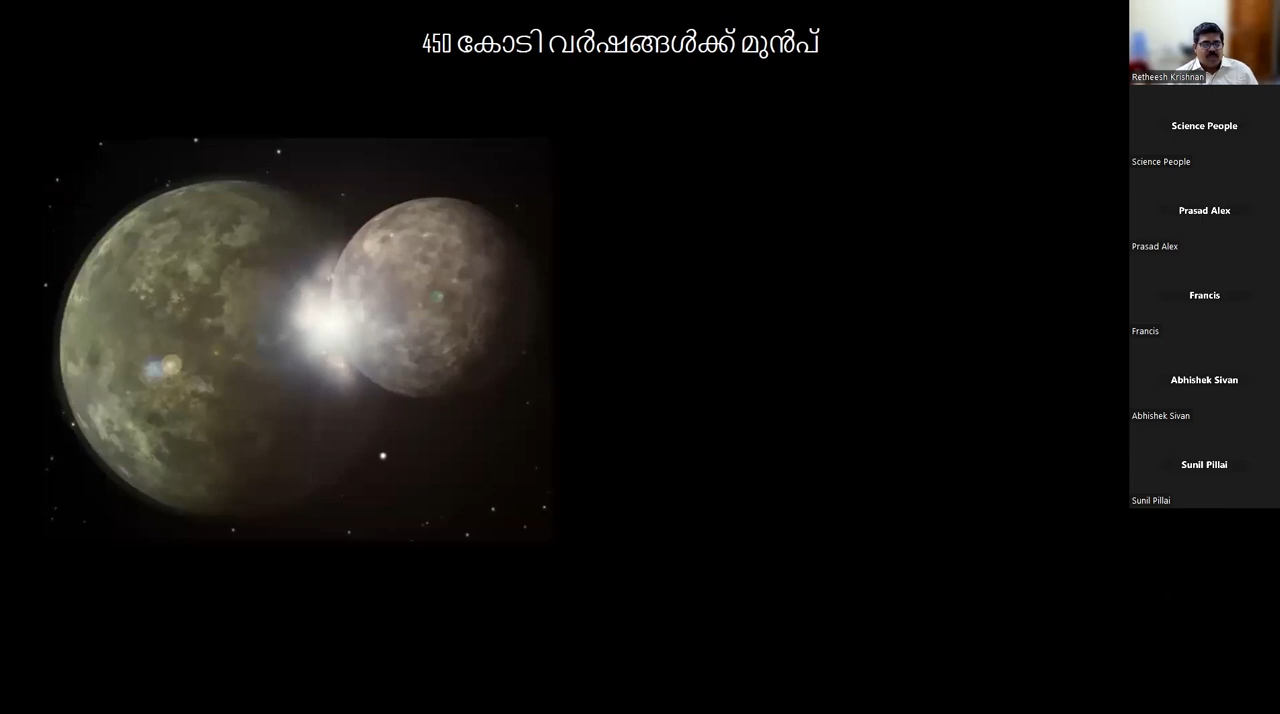 450 കോടി വർഷങ്ങൾക്ക് മുൻപ്
Retheesh Krishnan
Science People
Science People
Prasad Alex
Prasad Alex
Francis
Francis
Abhishek Sivan
Abhishek Sivan
Sunil Pillai
Sunil Pillai